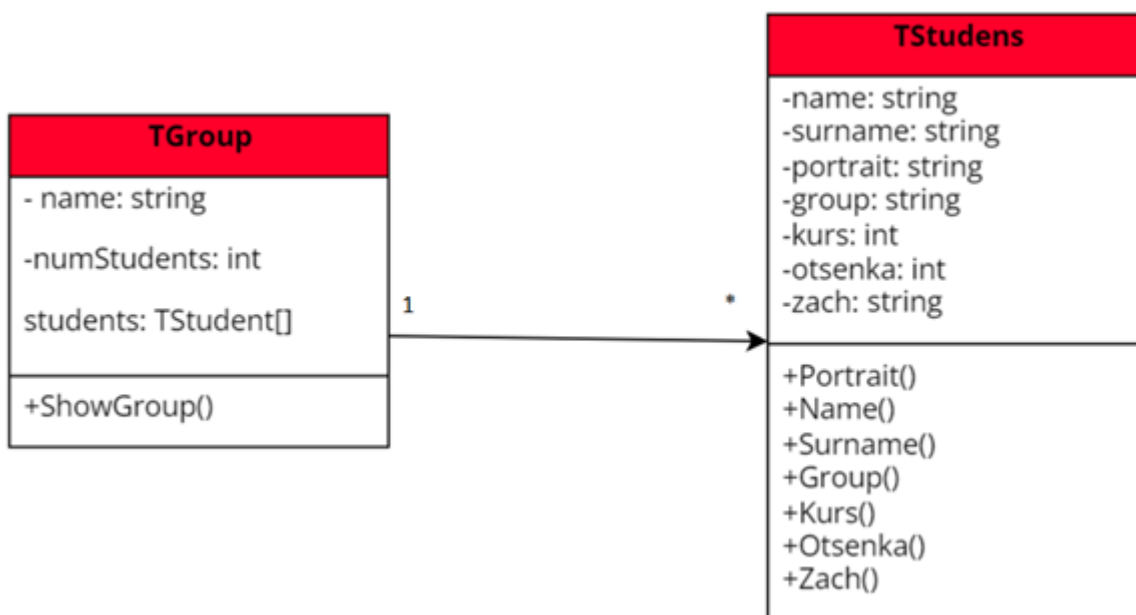 TGroup
- name: string
-numStudents: int
students: TStudent[]
+ShowGroup()
1
*
TStudens
-name: string
-surname: string
-portrait: string
-group: string
-kurs: int
-otsenka: int
-zach: string
+Portrait()
+Name()
+Surname()
+Group()
+Kurs()
+Otsenka()
+Zach()